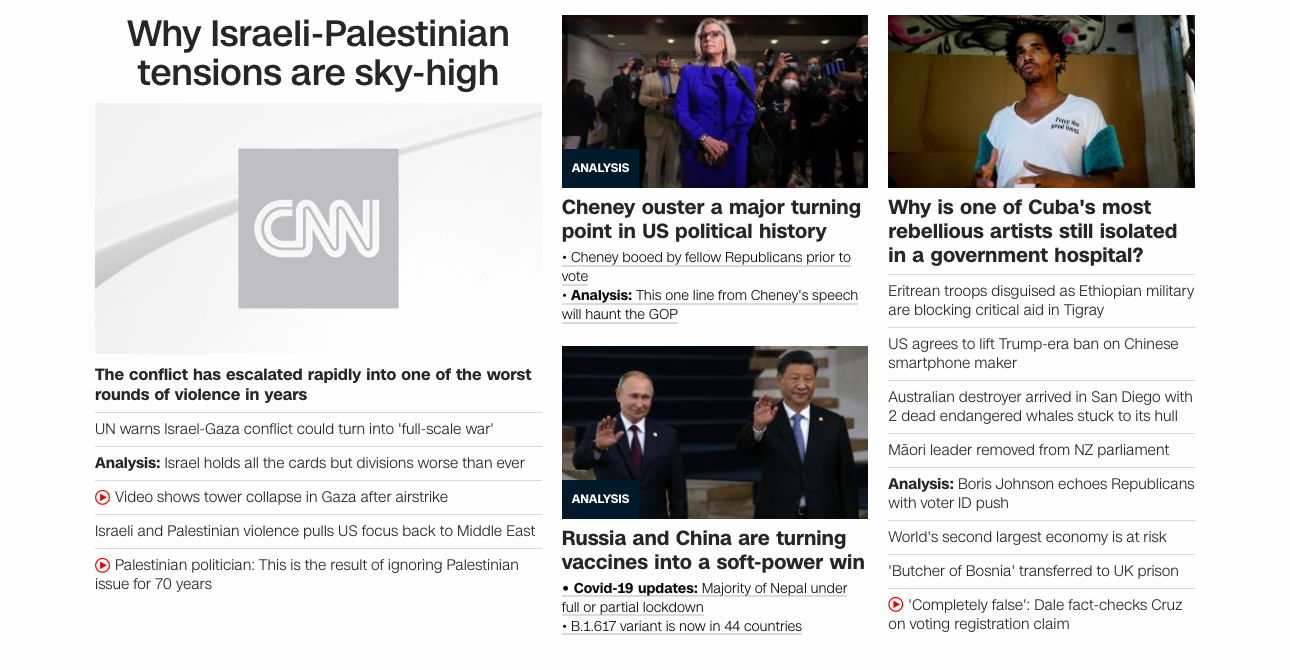 Why Israeli-Palestinian
tensions are sky-high
CNN
The conflict has escalated rapidly into one of the worst
rounds of violence in years
UN warns Israel-Gaza conflict could turn into 'full-scale war'
Analysis: Israel holds all the cards but divisions worse than ever
Video shows tower collapse in Gaza after airstrike
Israeli and Palestinian violence pulls US focus back to Middle East
Palestinian politician: This is the result of ignoring Palestinian
issue for 70 years
ANALYSIS
Cheney ouster a major turning
point in US political history
• Cheney booed by fellow Republicans prior to
vote
• Analysis: This one line from Cheney's speech
will haunt the GOP
ANALYSIS
Russia and China are turning
vaccines into a soft-power win
• Covid-19 updates: Majority of Nepal under
full or partial lockdown
• B.1.617 variant is now in 44 countries
Enjoy the
good things
Why is one of Cuba's most
rebellious artists still isolated
in a government hospital?
Eritrean troops disguised as Ethiopian military
are blocking critical aid in Tigray
US agrees to lift Trump-era ban on Chinese
smartphone maker
Australian destroyer arrived in San Diego with
2 dead endangered whales stuck to its hull
Māori leader removed from NZ parliament
Analysis: Boris Johnson echoes Republicans
with voter ID push
World's second largest economy is at risk
'Butcher of Bosnia' transferred to UK prison
'Completely false': Dale fact-checks Cruz
on voting registration claim